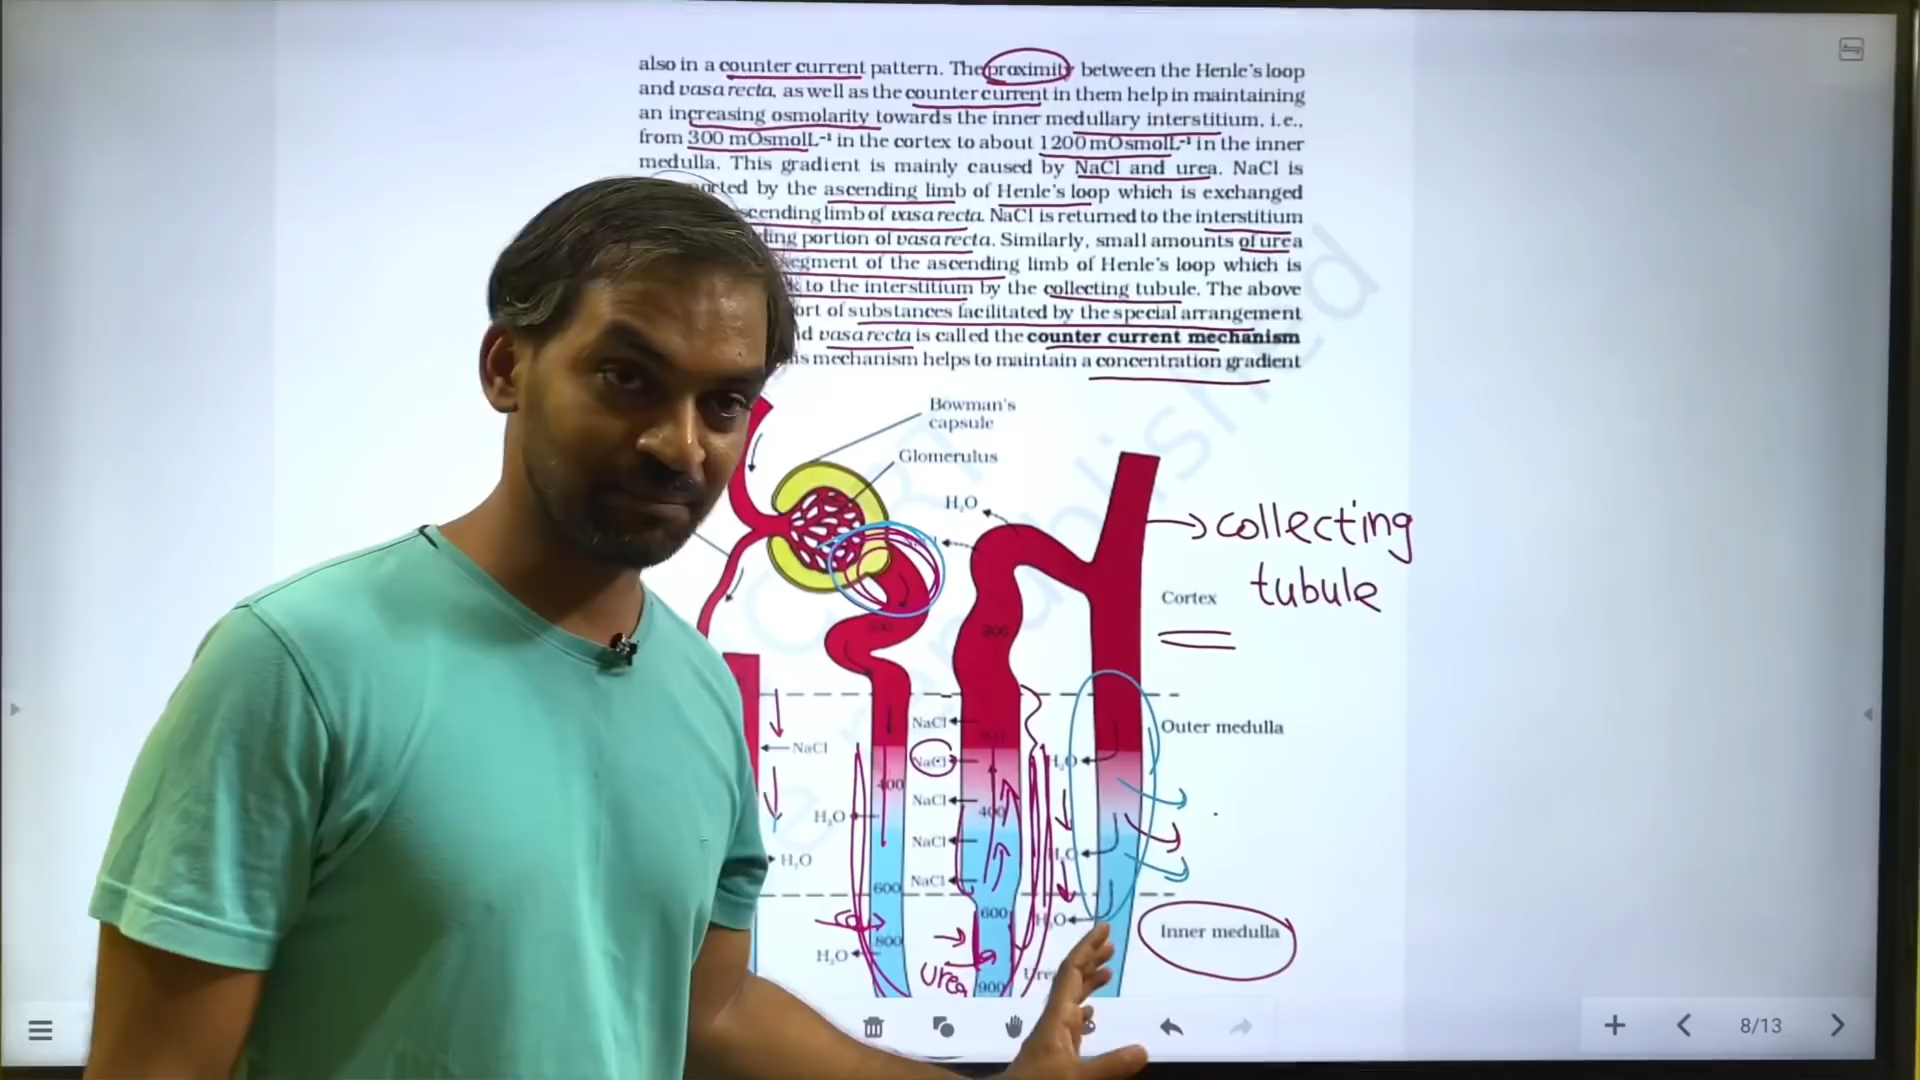 also in a counter current pattern. The proximity between the Henle's loop
and vasa recta, as well as the counter current in them help in maintaining
an increasing osmolarity towards the inner medullary interstitium, i.e.,
from 300 mOsmolL⁻¹ in the cortex to about 1200 mOsmolL⁻¹ in the inner
medulla. This gradient is mainly caused by NaCl and urea. NaCl is
by the ascending limb of Henle's loop which is exchanged
limb of vasa recta. NaCl is returned to the interstitium
portion of vasa recta. Similarly, small amounts of urea
of the ascending limb of Henle's loop which is
to the interstitium by the collecting tubule. The above
of substances facilitated by the special arrangement
vasa recta is called the counter current mechanism
mechanism helps to maintain a concentration gradient
Bowman's
capsule
Glomerulus
H₂O
collecting
tubule
Cortex
300
NaCl
Outer medulla
NaCl
NaCl
H₂O
400
NaCl
400
H₂O
NaCl
H₂O
H₂O
600
NaCl
600
H₂O
Inner medulla
800
H₂O
Urea
900
8/13